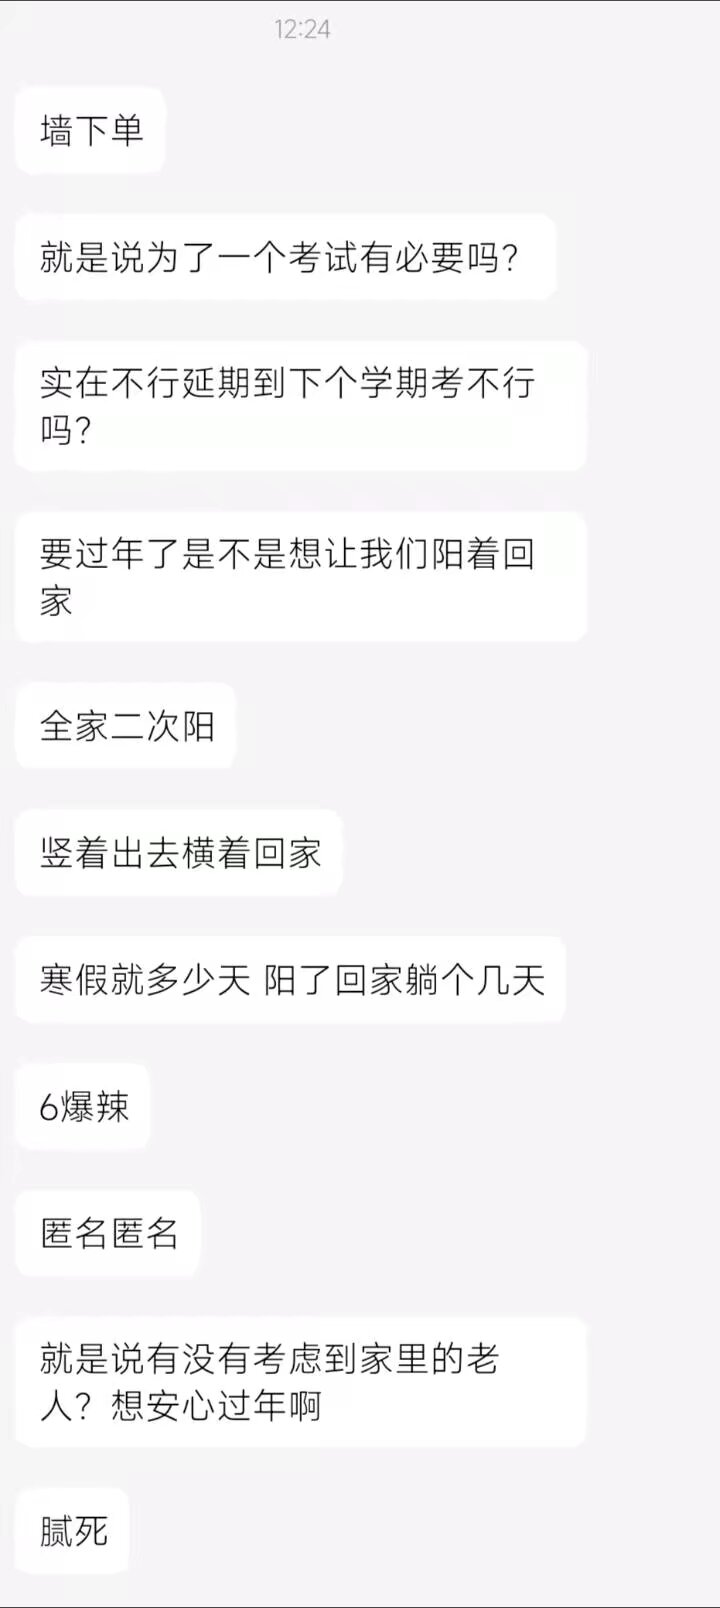 12:24
墙下单
就是说为了一个考试有必要吗？
实在不行延期到下个学期考不行
吗？
要过年了是不是想让我们阳着回
家
全家二次阳
竖着出去横着回家
寒假就多少天 阳了回家躺个几天
6爆辣
匿名匿名
就是说有没有考虑到家里的老
人？想安心过年啊
腻死